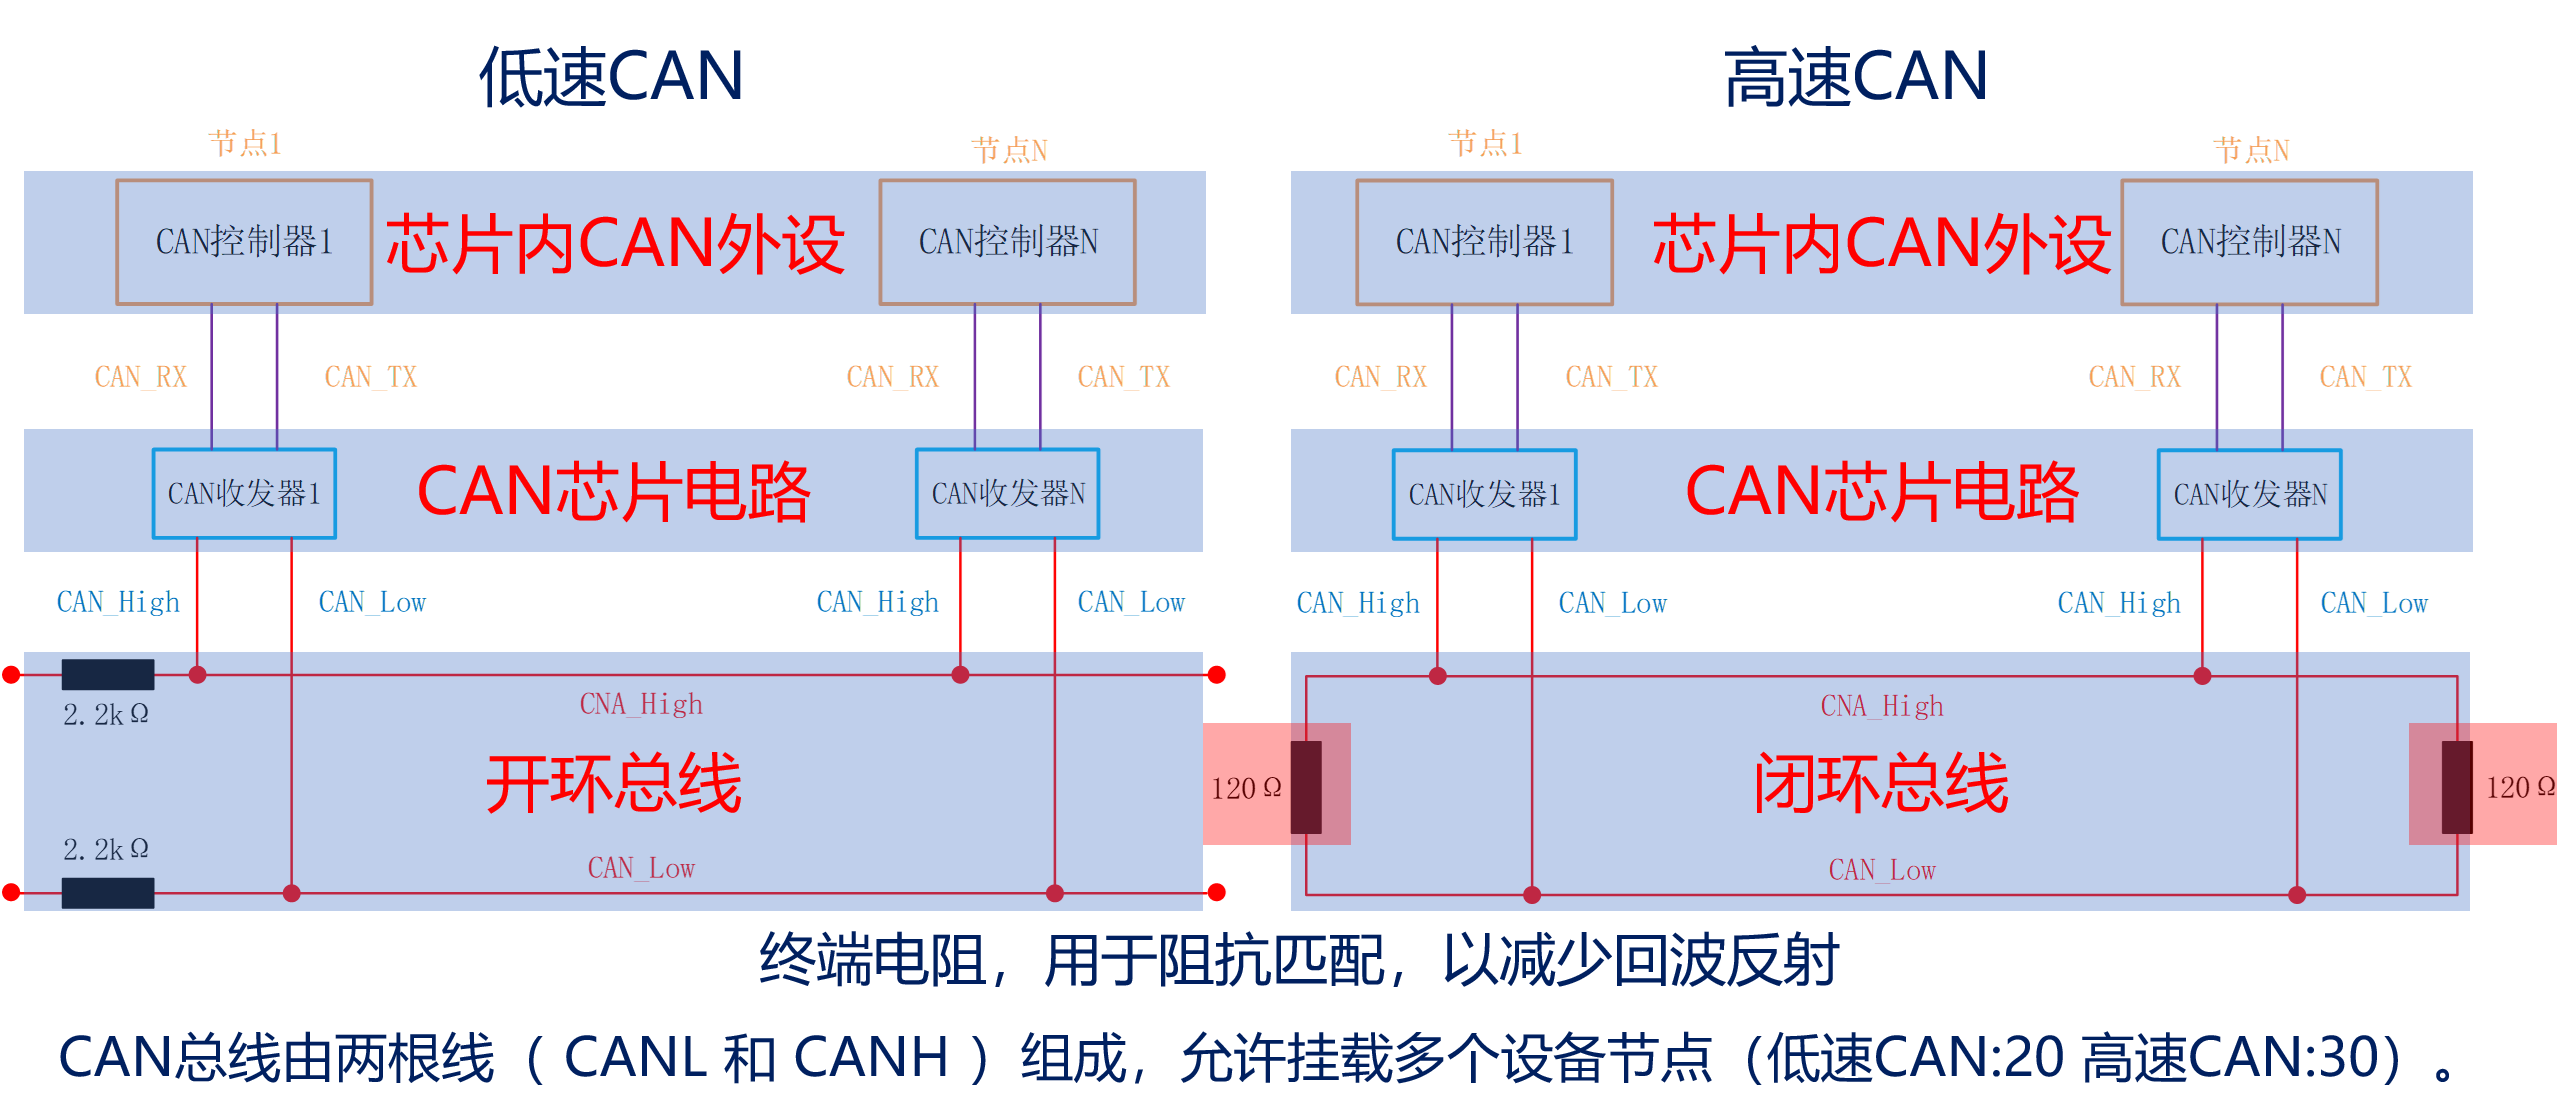 低速CAN
节点1
节点N
CAN控制器1
芯片内CAN外设
CAN控制器N
CAN_RX
CAN_TX
CAN_RX
CAN_TX
CAN收发器1
CAN芯片电路
CAN收发器N
CAN_High
CAN_Low
CAN_High
CAN_Low
2.2kΩ
CNA_High
开环总线
2.2kΩ
CAN_Low
高速CAN
节点1
节点N
CAN控制器1
芯片内CAN外设
CAN控制器N
CAN_RX
CAN_TX
CAN_RX
CAN_TX
CAN收发器1
CAN芯片电路
CAN收发器N
CAN_High
CAN_Low
CAN_High
CAN_Low
CNA_High
120Ω
闭环总线
120Ω
CAN_Low
终端电阻，用于阻抗匹配，以减少回波反射
CAN总线由两根线（ CANL 和 CANH ）组成，允许挂载多个设备节点（低速CAN:20 高速CAN:30）。